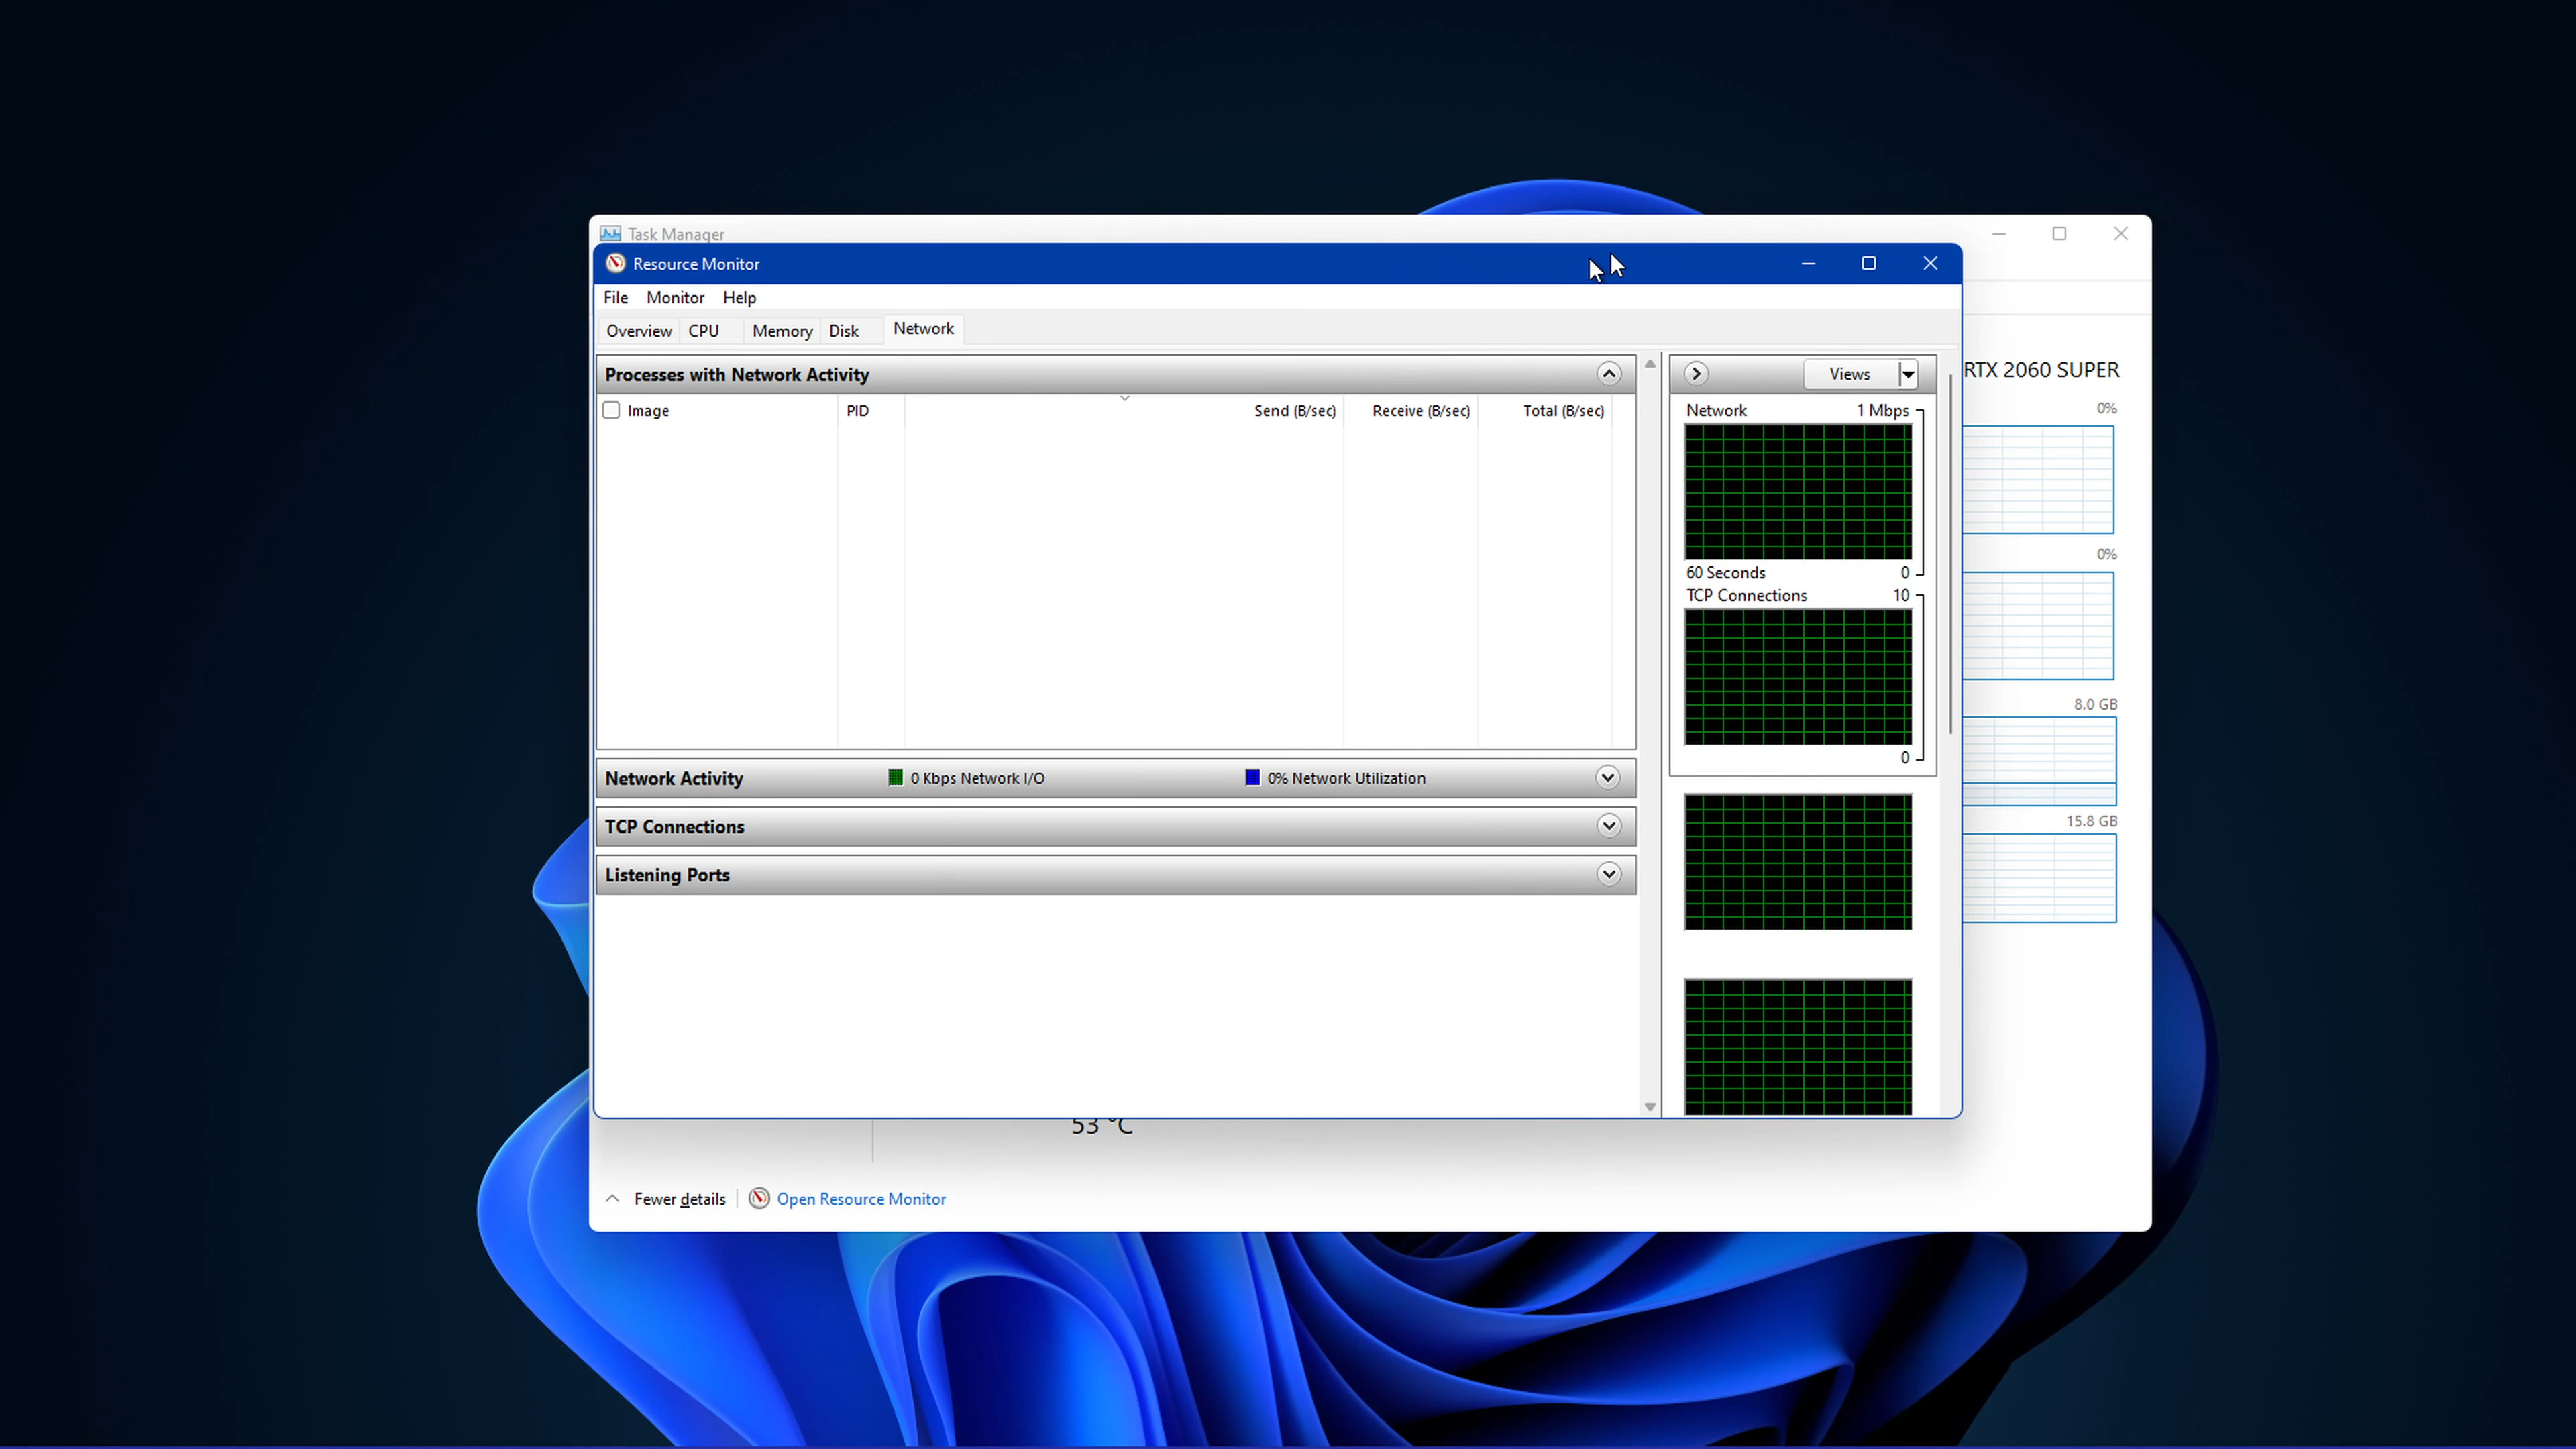 Task Manager
Resource Monitor
File Monitor Help
Overview CPU Memory Disk Network
Processes with Network Activity
Image PID Send (B/sec) Receive (B/sec) Total (B/sec)
Network Activity 0 Kbps Network I/O 0% Network Utilization
TCP Connections
Listening Ports
Views
Network 1 Mbps
60 Seconds 0
TCP Connections 10
0
RTX 2060 SUPER
0%
0%
8.0 GB
15.8 GB
53 °C
Fewer details Open Resource Monitor